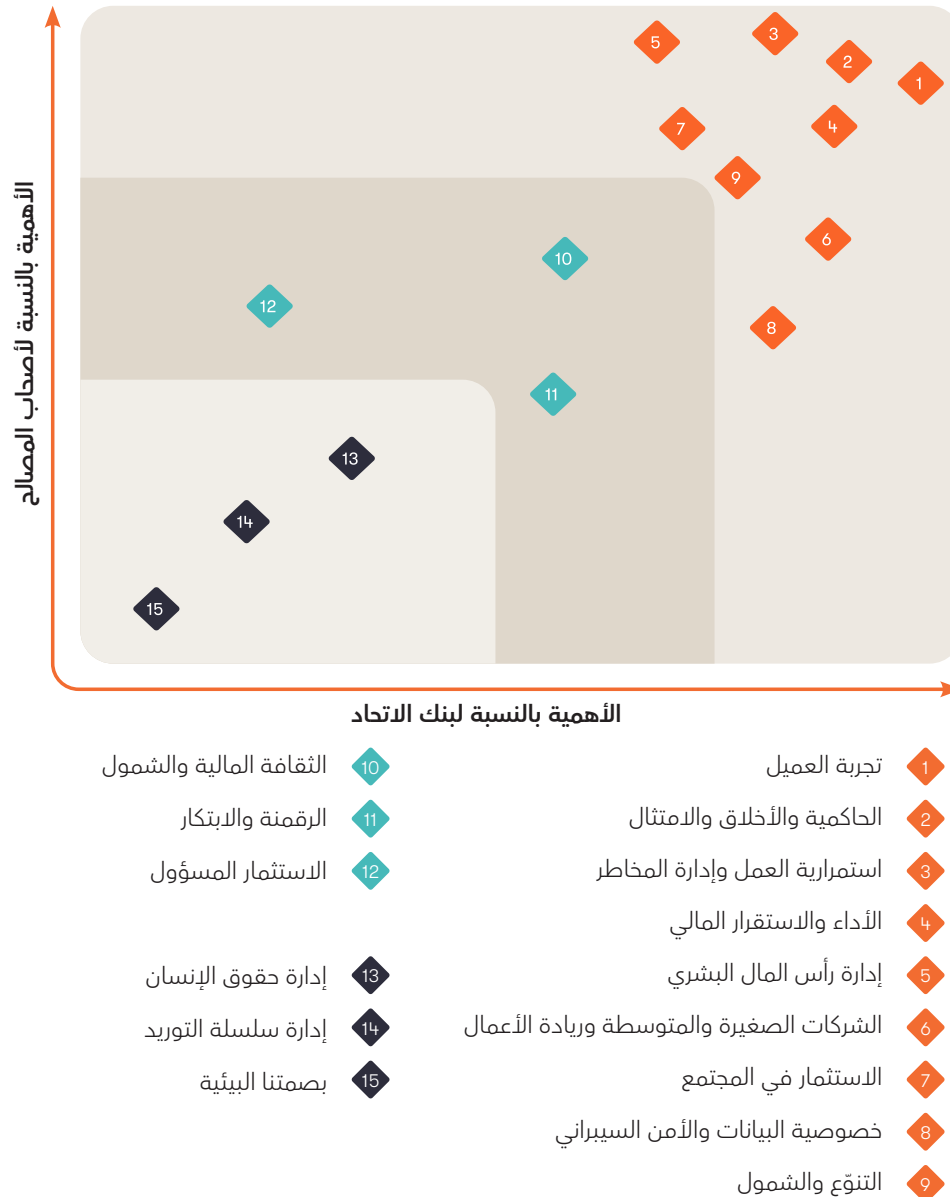 5
3
2
1
7
4
9
6
10
12
8
11
13
14
15
الأهمية بالنسبة لأصحاب المصالح
الأهمية بالنسبة لبنك الاتحاد
1 تجربة العميل
2 الحاكمية والأخلاق والامتثال
3 استمرارية العمل وإدارة المخاطر
4 الأداء والاستقرار المالي
5 إدارة رأس المال البشري
6 الشركات الصغيرة والمتوسطة وريادة الأعمال
7 الاستثمار في المجتمع
8 خصوصية البيانات والأمن السيبراني
9 التنوّع والشمول
10 الثقافة المالية والشمول
11 الرقمنة والابتكار
12 الاستثمار المسؤول
13 إدارة حقوق الإنسان
14 إدارة سلسلة التوريد
15 بصمتنا البيئية